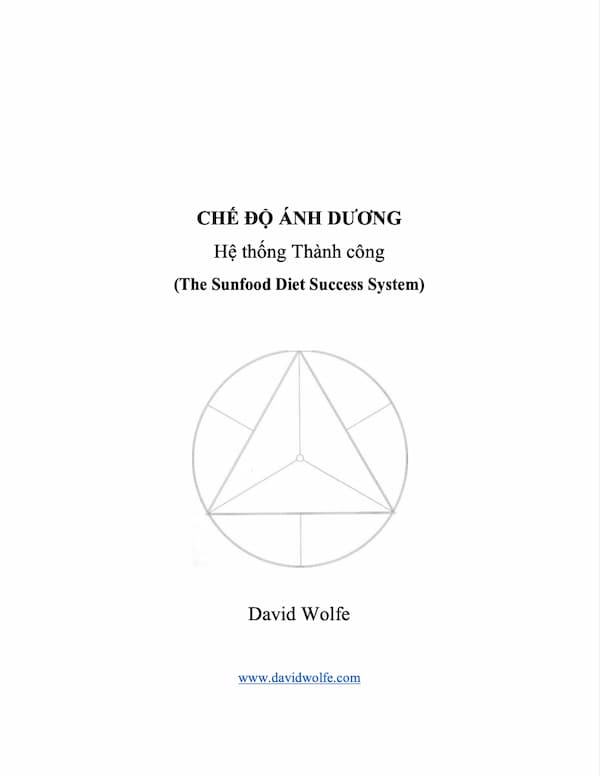 CHẾ ĐỘ ÁNH DƯƠNG
Hệ thống Thành công
(The Sunfood Diet Success System)
David Wolfe
www.davidwolfe.com